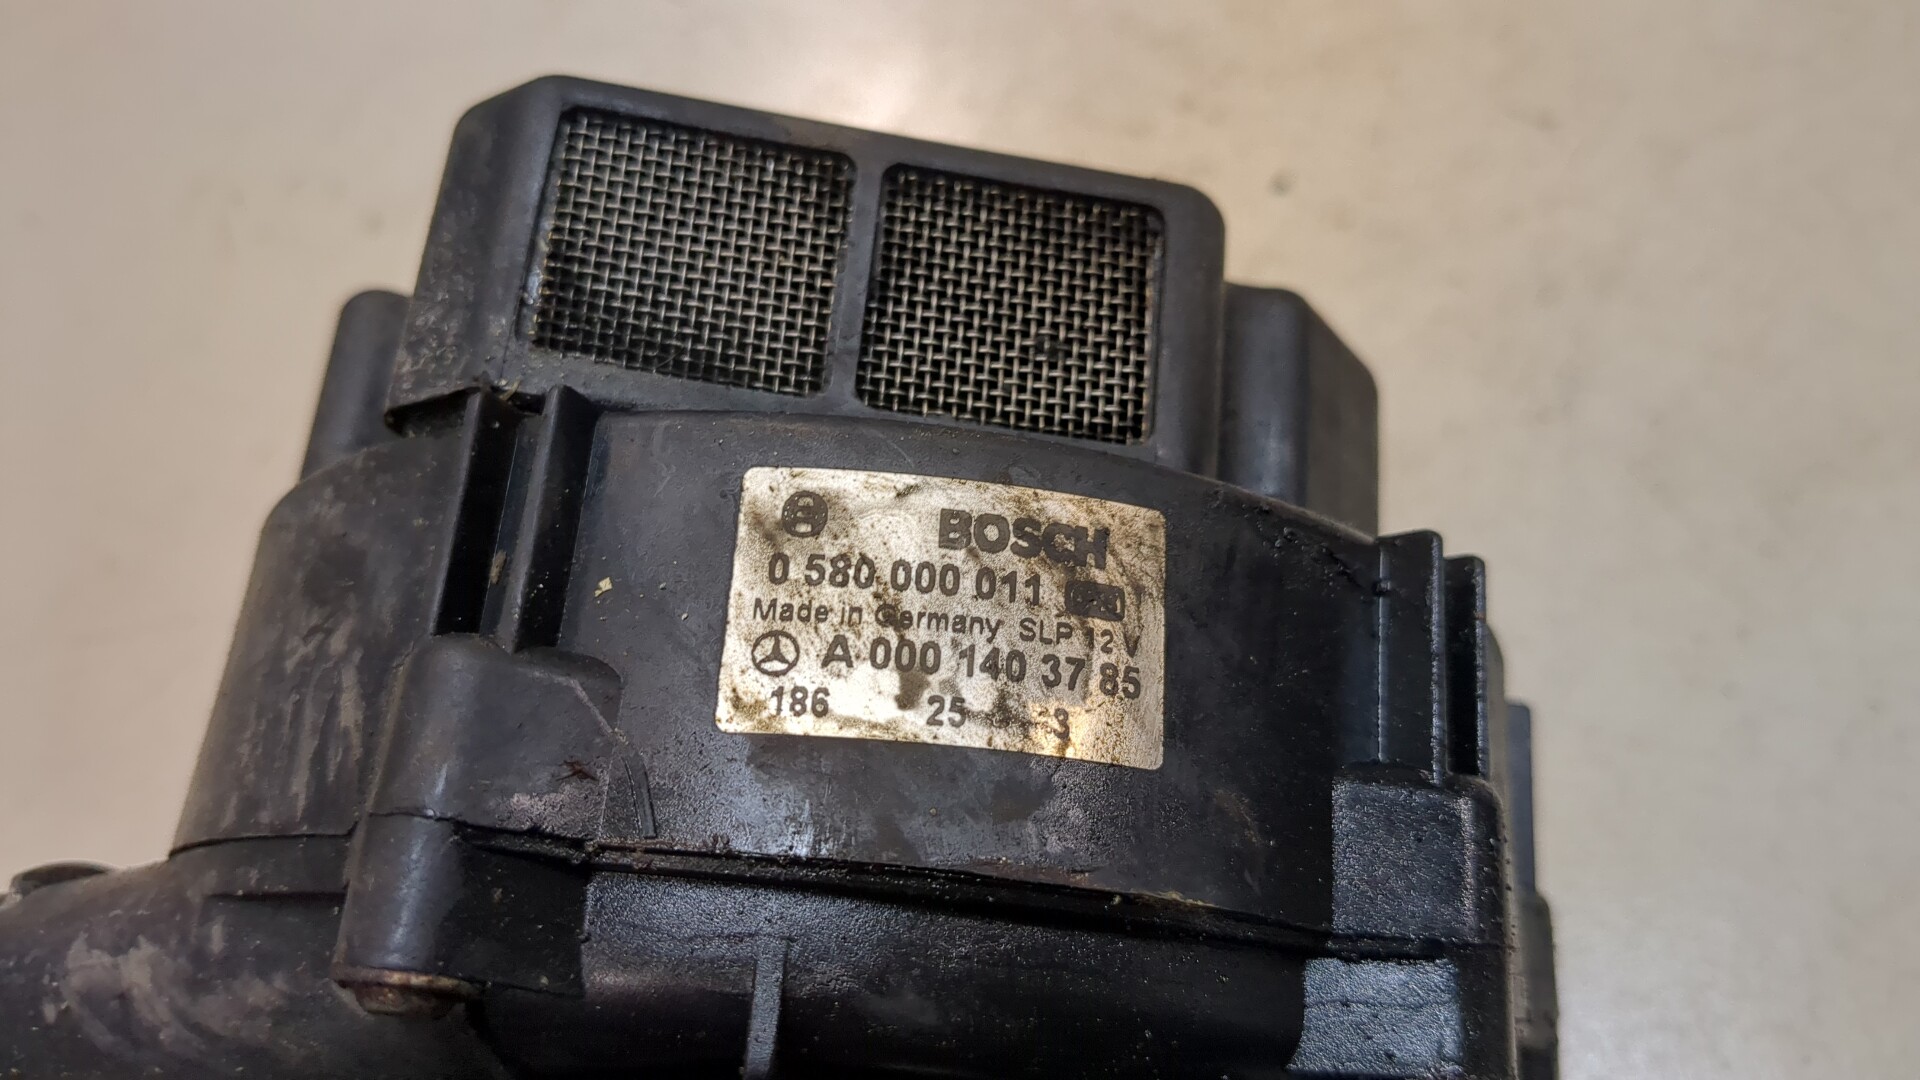 BOSCH
0 580 000 011
Made in Germany SLP 12 V
A 000 140 37 85
186 25 3